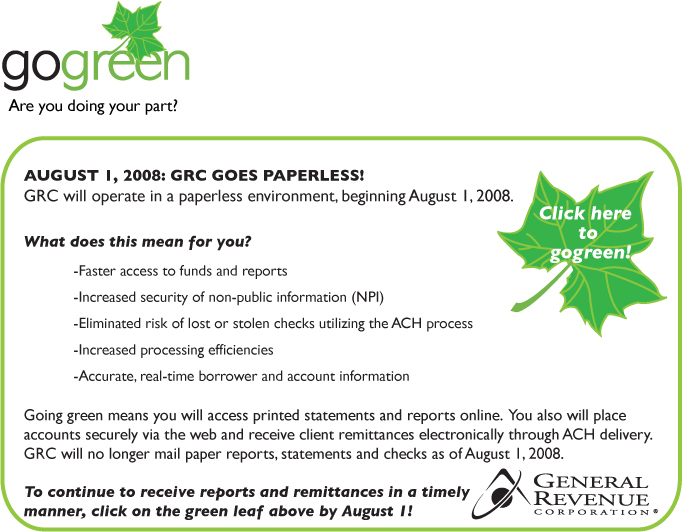 gogreen
Are you doing your part?
AUGUST 1, 2008: GRC GOES PAPERLESS!
GRC will operate in a paperless environment, beginning August 1, 2008.
Click here
to
gogreen!
What does this mean for you?
-Faster access to funds and reports
-Increased security of non-public information (NPI)
-Eliminated risk of lost or stolen checks utilizing the ACH process
-Increased processing efficiencies
-Accurate, real-time borrower and account information
Going green means you will access printed statements and reports online. You also will place
accounts securely via the web and receive client remittances electronically through ACH delivery.
GRC will no longer mail paper reports, statements and checks as of August 1, 2008.
To continue to receive reports and remittances in a timely
manner, click on the green leaf above by August 1!
GENERAL
REVENUE
CORPORATION®